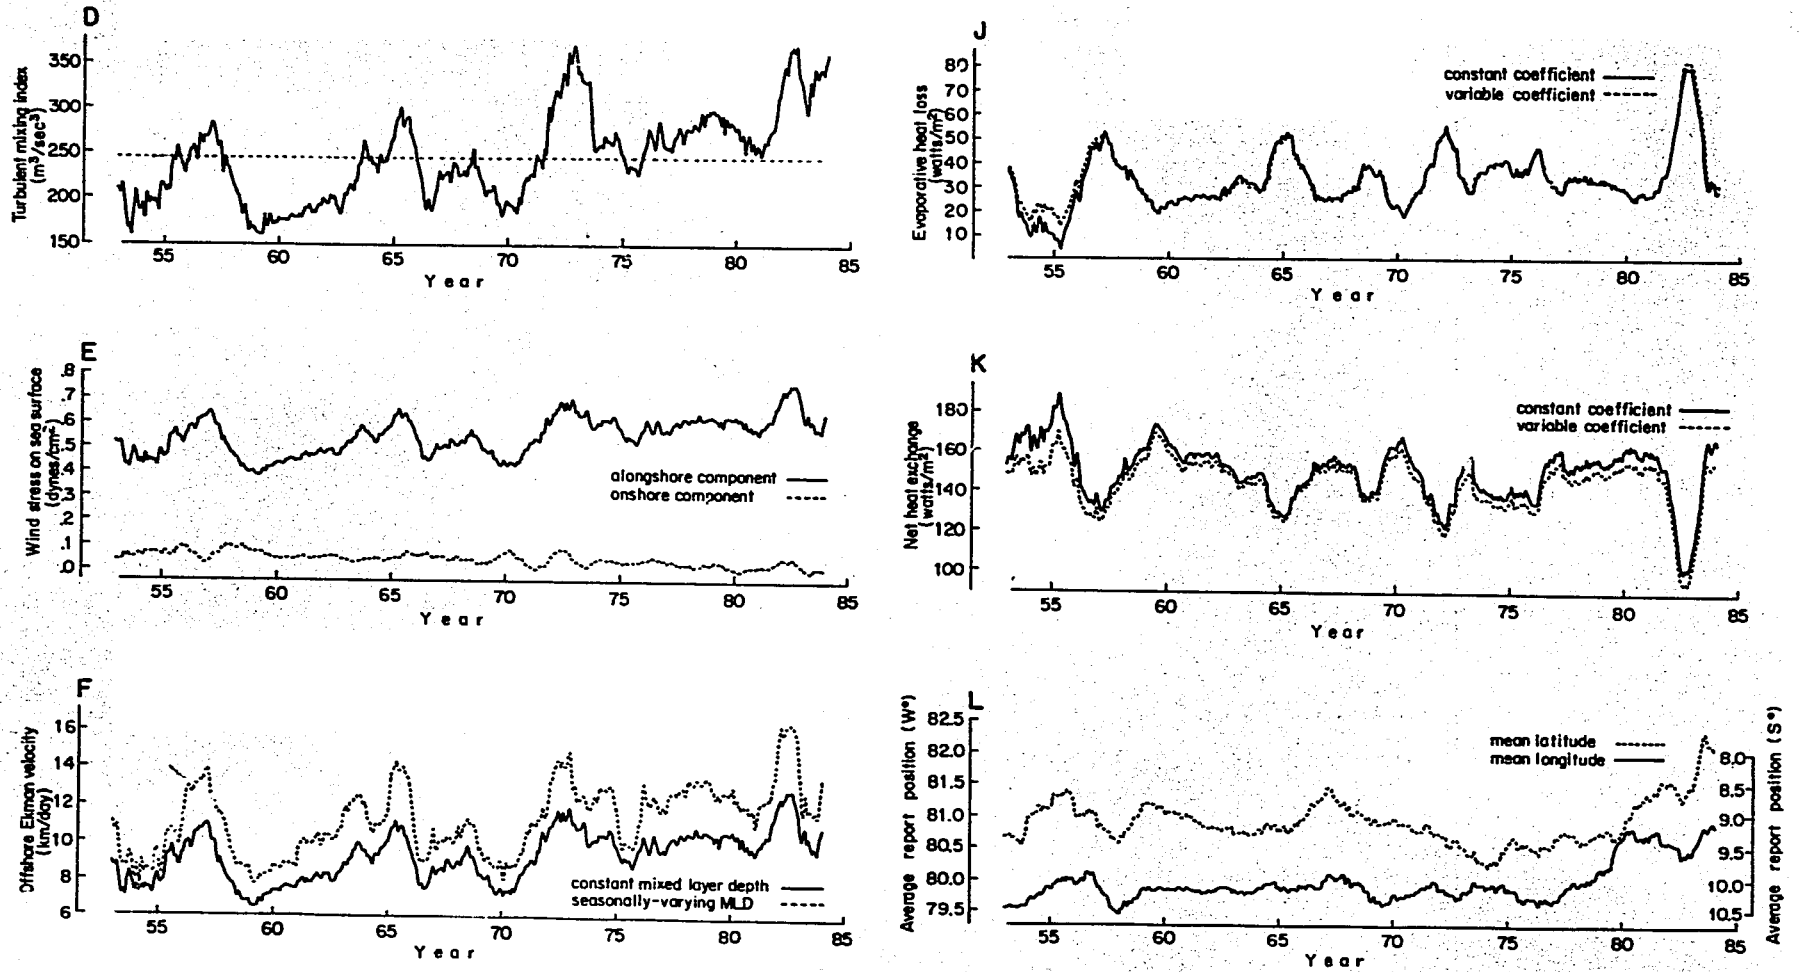 D
Turbulent mixing index
(m³/sec³)
350
300
250
200
150
55 60 65 70 75 80 85
Year
E
Wind stress on sea surface
(dynes/cm²)
.8
.7
.6
.5
.4
.3
.2
.1
.0
alongshore component
onshore component
55 60 65 70 75 80 85
Year
F
Offshore Ekman velocity
(km/day)
16
14
12
10
8
6
constant mixed layer depth
seasonally-varying MLD
55 60 65 70 75 80 85
Year
J
Evaporative heat loss
(watts/m²)
80
70
60
50
40
30
20
10
constant coefficient
variable coefficient
55 60 65 70 75 80 85
Year
K
Net heat exchange
(watts/m²)
180
160
140
120
100
constant coefficient
variable coefficient
55 60 65 70 75 80 85
Year
L
Average report position (W°)
82.5
82.0
81.5
81.0
80.5
80.0
79.5
mean latitude
mean longitude
8.0
8.5
9.0
9.5
10.0
10.5
Average report position (S°)
55 60 65 70 75 80 85
Year